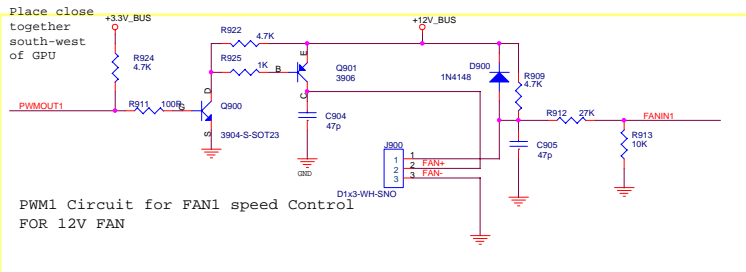 Place close
together
south-west
of GPU
+3.3V_BUS
+12V_BUS
R922
4.7K
R924
4.7K
R925
1K
B
E
C
Q901
3906
D900
1N4148
R909
4.7K
PWMOUT1
R911
100R
G
D
S
Q900
3904-S-SOT23
C904
47p
GND
R912
27K
FANIN1
C905
47p
R913
10K
J900
1
2
3
1
2
3
FAN+
FAN-
D1x3-WH-SNO
PWM1 Circuit for FAN1 speed Control
FOR 12V FAN